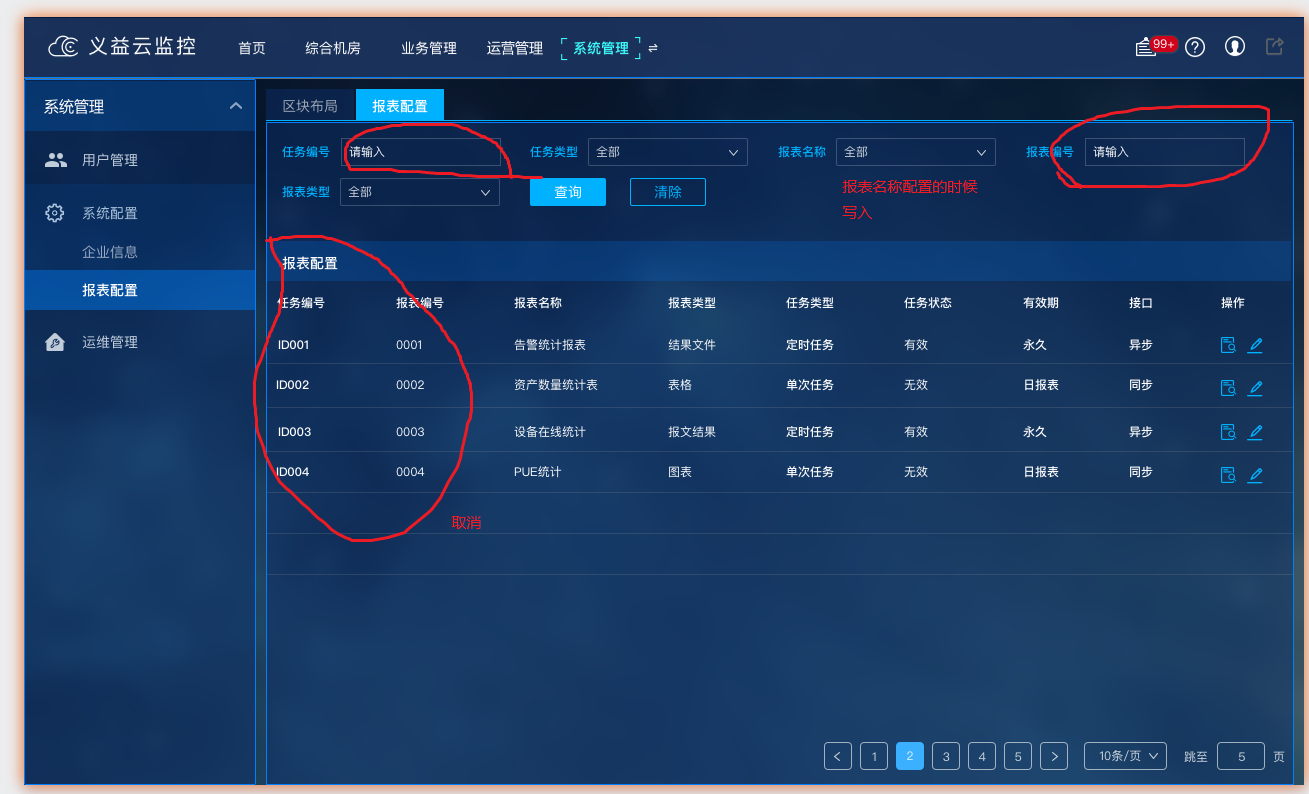 义益云监控 首页 综合机房 业务管理 运营管理 系统管理 99+
系统管理
用户管理
系统配置
企业信息
报表配置
运维管理
区块布局 报表配置
任务编号 请输入 任务类型 全部 报表名称 全部 报表编号 请输入
报表类型 全部 查询 清除 报表名称配置的时候
写入
报表配置
任务编号 报表编号 报表名称 报表类型 任务类型 任务状态 有效期 接口 操作
ID001 0001 告警统计报表 结果文件 定时任务 有效 永久 异步
ID002 0002 资产数量统计表 表格 单次任务 无效 日报表 同步
ID003 0003 设备在线统计 报文结果 定时任务 有效 永久 异步
ID004 0004 PUE统计 图表 单次任务 无效 日报表 同步
取消
< 1 2 3 4 5 > 10条/页 跳至 5 页